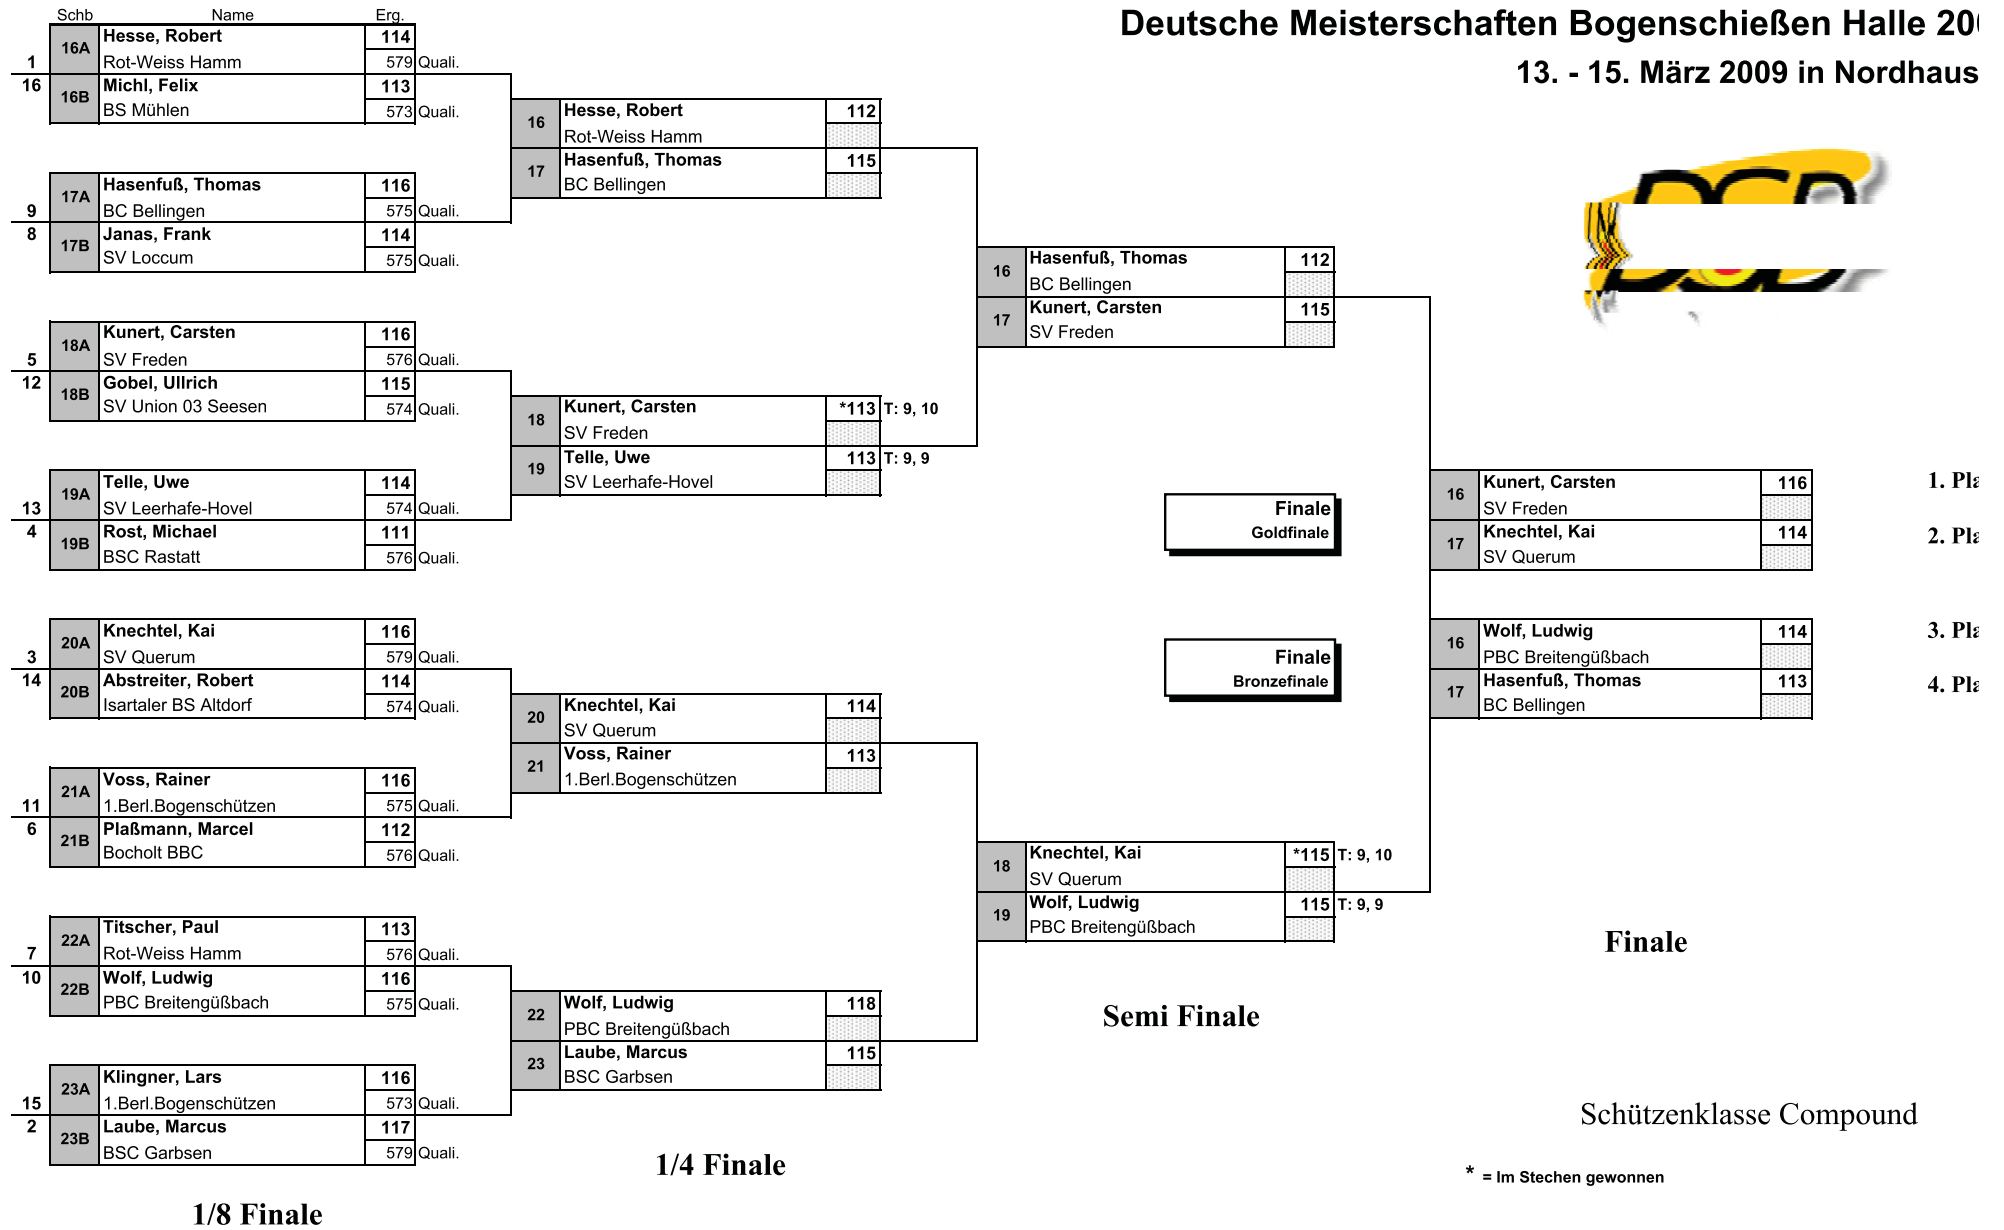 Schb Name Erg.
Deutsche Meisterschaften Bogenschießen Halle 200
13. - 15. März 2009 in Nordhaus
1 16A Hesse, Robert 114
Rot-Weiss Hamm 579 Quali.
16 16B Michl, Felix 113
BS Mühlen 573 Quali.
9 17A Hasenfuß, Thomas 116
BC Bellingen 575 Quali.
8 17B Janas, Frank 114
SV Loccum 575 Quali.
5 18A Kunert, Carsten 116
SV Freden 576 Quali.
12 18B Gobel, Ullrich 115
SV Union 03 Seesen 574 Quali.
13 19A Telle, Uwe 114
SV Leerhafe-Hovel 574 Quali.
4 19B Rost, Michael 111
BSC Rastatt 576 Quali.
3 20A Knechtel, Kai 116
SV Querum 579 Quali.
14 20B Abstreiter, Robert 114
Isartaler BS Altdorf 574 Quali.
11 21A Voss, Rainer 116
1.Berl.Bogenschützen 575 Quali.
6 21B Plaßmann, Marcel 112
Bocholt BBC 576 Quali.
7 22A Titscher, Paul 113
Rot-Weiss Hamm 576 Quali.
10 22B Wolf, Ludwig 116
PBC Breitengüßbach 575 Quali.
15 23A Klingner, Lars 116
1.Berl.Bogenschützen 573 Quali.
2 23B Laube, Marcus 117
BSC Garbsen 579 Quali.
1/8 Finale
16 Hesse, Robert 112
Rot-Weiss Hamm
17 Hasenfuß, Thomas 115
BC Bellingen
18 Kunert, Carsten *113 T: 9, 10
SV Freden
19 Telle, Uwe 113 T: 9, 9
SV Leerhafe-Hovel
20 Knechtel, Kai 114
SV Querum
21 Voss, Rainer 113
1.Berl.Bogenschützen
22 Wolf, Ludwig 118
PBC Breitengüßbach
23 Laube, Marcus 115
BSC Garbsen
1/4 Finale
16 Hasenfuß, Thomas 112
BC Bellingen
17 Kunert, Carsten 115
SV Freden
18 Knechtel, Kai *115 T: 9, 10
SV Querum
19 Wolf, Ludwig 115 T: 9, 9
PBC Breitengüßbach
Semi Finale
Finale
Goldfinale
16 Kunert, Carsten 116 1. Pla
SV Freden
17 Knechtel, Kai 114 2. Pla
SV Querum
Finale
Bronzefinale
16 Wolf, Ludwig 114 3. Pla
PBC Breitengüßbach
17 Hasenfuß, Thomas 113 4. Pla
BC Bellingen
Finale
Schützenklasse Compound
* = Im Stechen gewonnen